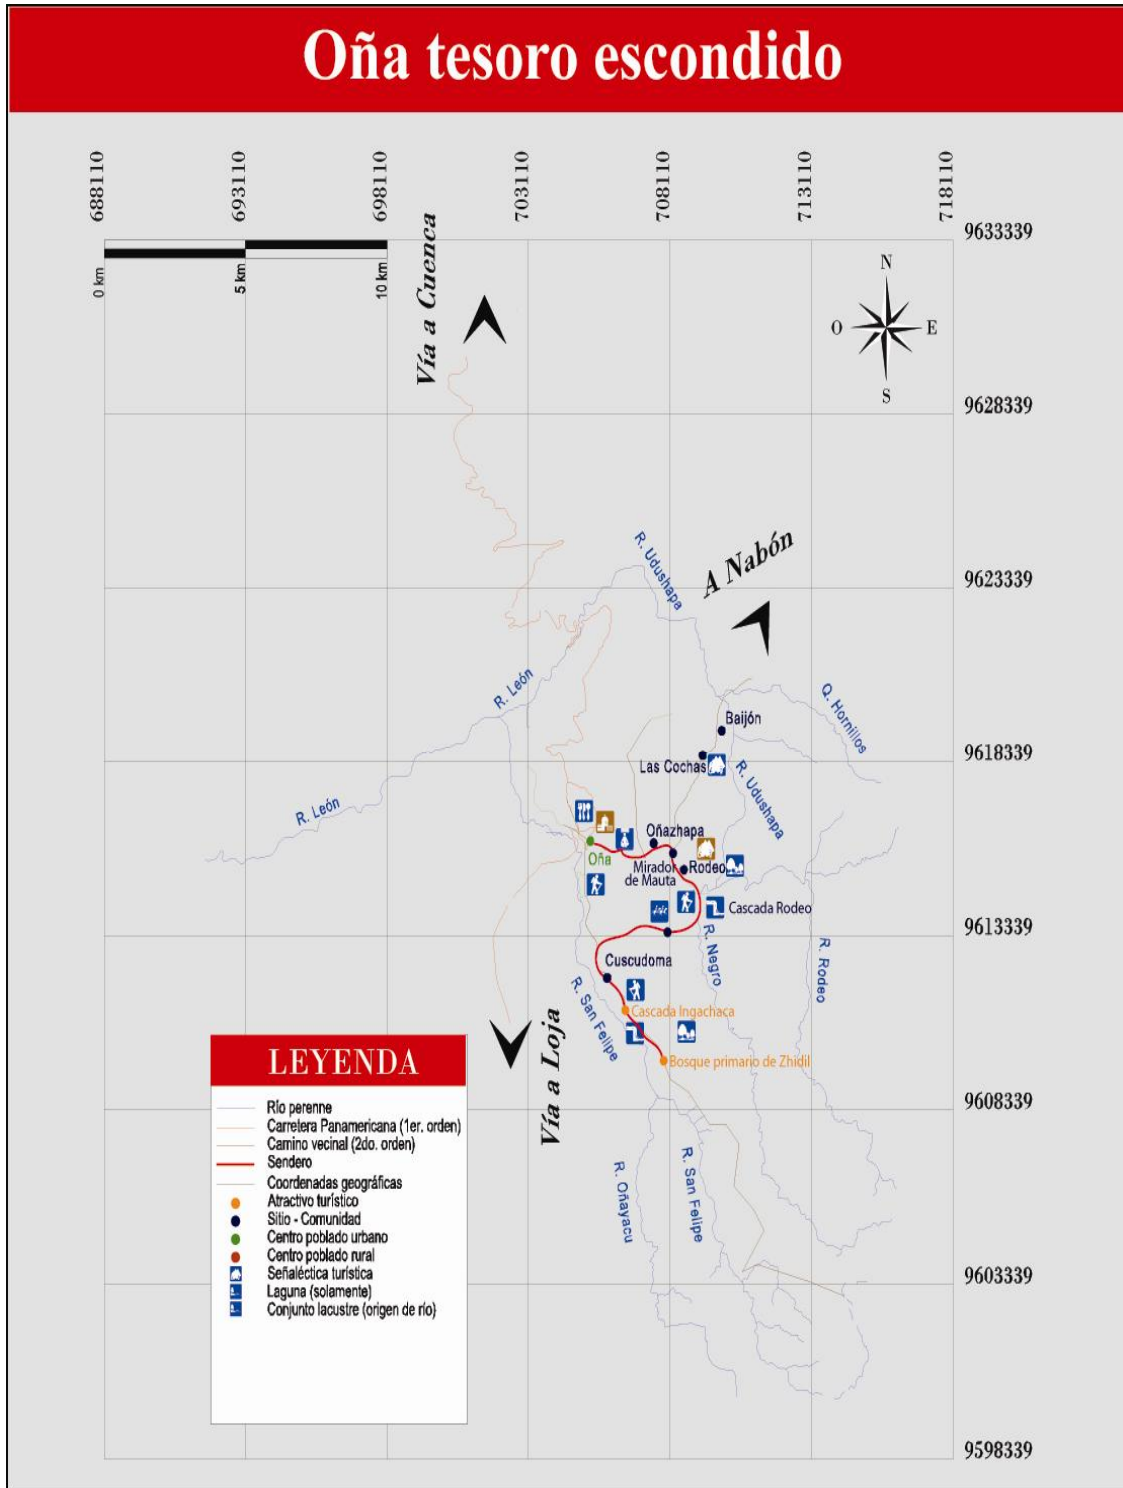 Oña tesoro escondido
688110
693110
698110
703110
708110
713110
718110
9633339
0 km
5 km
10 km
Vía a Cuenca
N
O
E
S
9628339
R. Udushapa
A Nabón
9623339
R. León
Q. Hornillos
Baijón
9618339
Las Cochas
R. Udushapa
R. León
Oñazhapa
Oña
Mirador
de Mauta
Rodeo
Cascada Rodeo
9613339
R. Negro
R. Rodeo
Cuscudoma
R. San Felipe
Cascada Ingachaca
Bosque primario de Zhidil
Vía a Loja
9608339
R. Oñayacu
R. San Felipe
9603339
9598339
LEYENDA
Río perenne
Carretera Panamericana (1er. orden)
Camino vecinal (2do. orden)
Sendero
Coordenadas geográficas
Atractivo turístico
Sitio - Comunidad
Centro poblado urbano
Centro poblado rural
Señaléctica turística
Laguna (solamente)
Conjunto lacustre (origen de río)